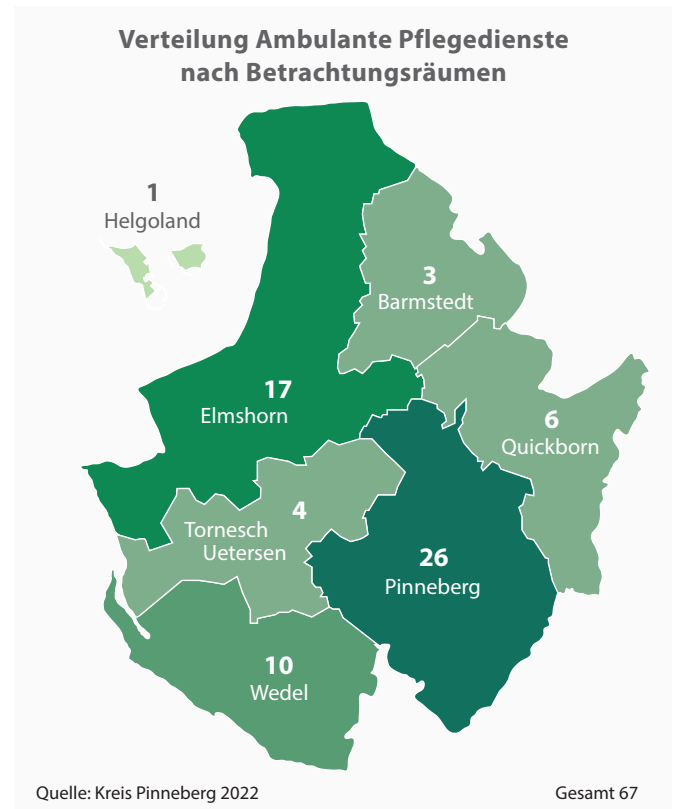 Verteilung Ambulante Pflegedienste
nach Betrachtungsräumen
1
Helgoland
3
Barmstedt
17
Elmshorn
6
Quickborn
4
Tornesch
Uetersen
26
Pinneberg
10
Wedel
Quelle: Kreis Pinneberg 2022
Gesamt 67